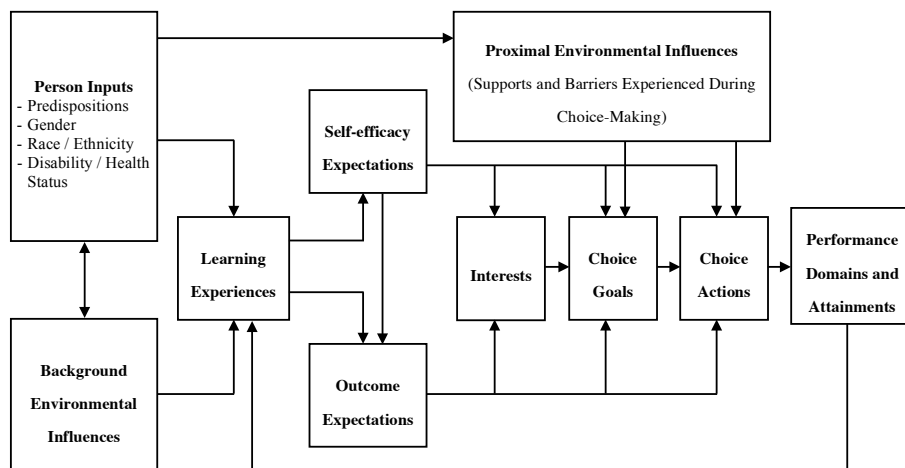 Person Inputs
- Predispositions
- Gender
- Race / Ethnicity
- Disability / Health
Status
Proximal Environmental Influences
(Supports and Barriers Experienced During
Choice-Making)
Self-efficacy
Expectations
Learning
Experiences
Interests
Choice
Goals
Choice
Actions
Performance
Domains and
Attainments
Background
Environmental
Influences
Outcome
Expectations